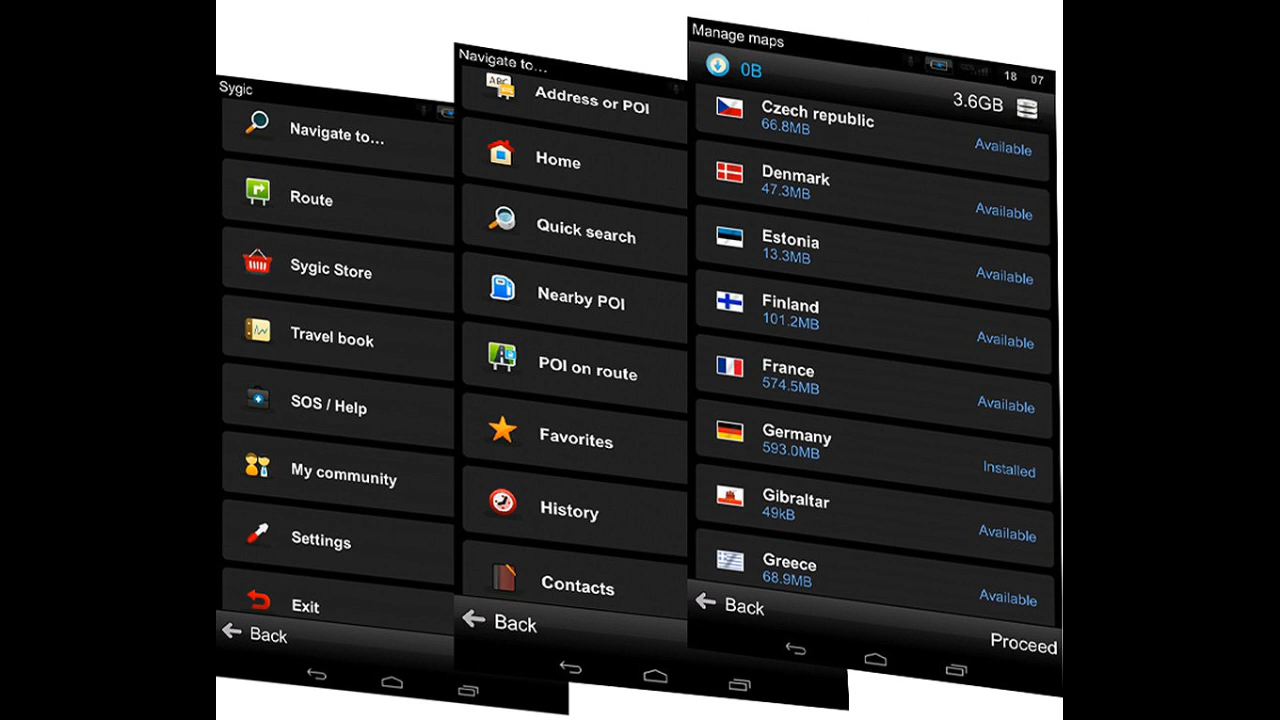 Sygic
Navigate to...
Route
Sygic Store
Travel book
SOS / Help
My community
Settings
Exit
Back
Navigate to...
ABC
Address or POI
Home
Quick search
Nearby POI
POI on route
Favorites
History
Contacts
Back
Manage maps
18 07
0B
3.6GB
Czech republic
66.8MB
Available
Denmark
47.3MB
Available
Estonia
13.3MB
Available
Finland
101.2MB
Available
France
574.5MB
Available
Germany
593.0MB
Installed
Gibraltar
49kB
Available
Greece
68.9MB
Available
Back
Proceed